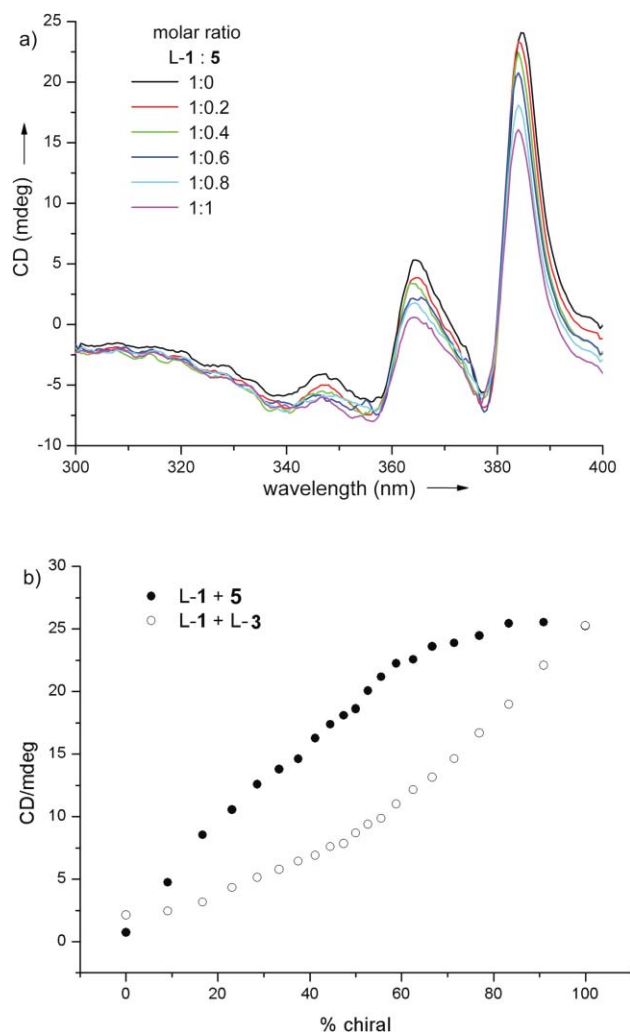 a)
molar ratio
L-1 : 5
1:0
1:0.2
1:0.4
1:0.6
1:0.8
1:1
25
20
15
10
5
0
-5
-10
CD (mdeg)
300 320 340 360 380 400
wavelength (nm)
b)
L-1 + 5
L-1 + L-3
30
25
20
15
10
5
0
CD/mdeg
0 20 40 60 80 100
% chiral